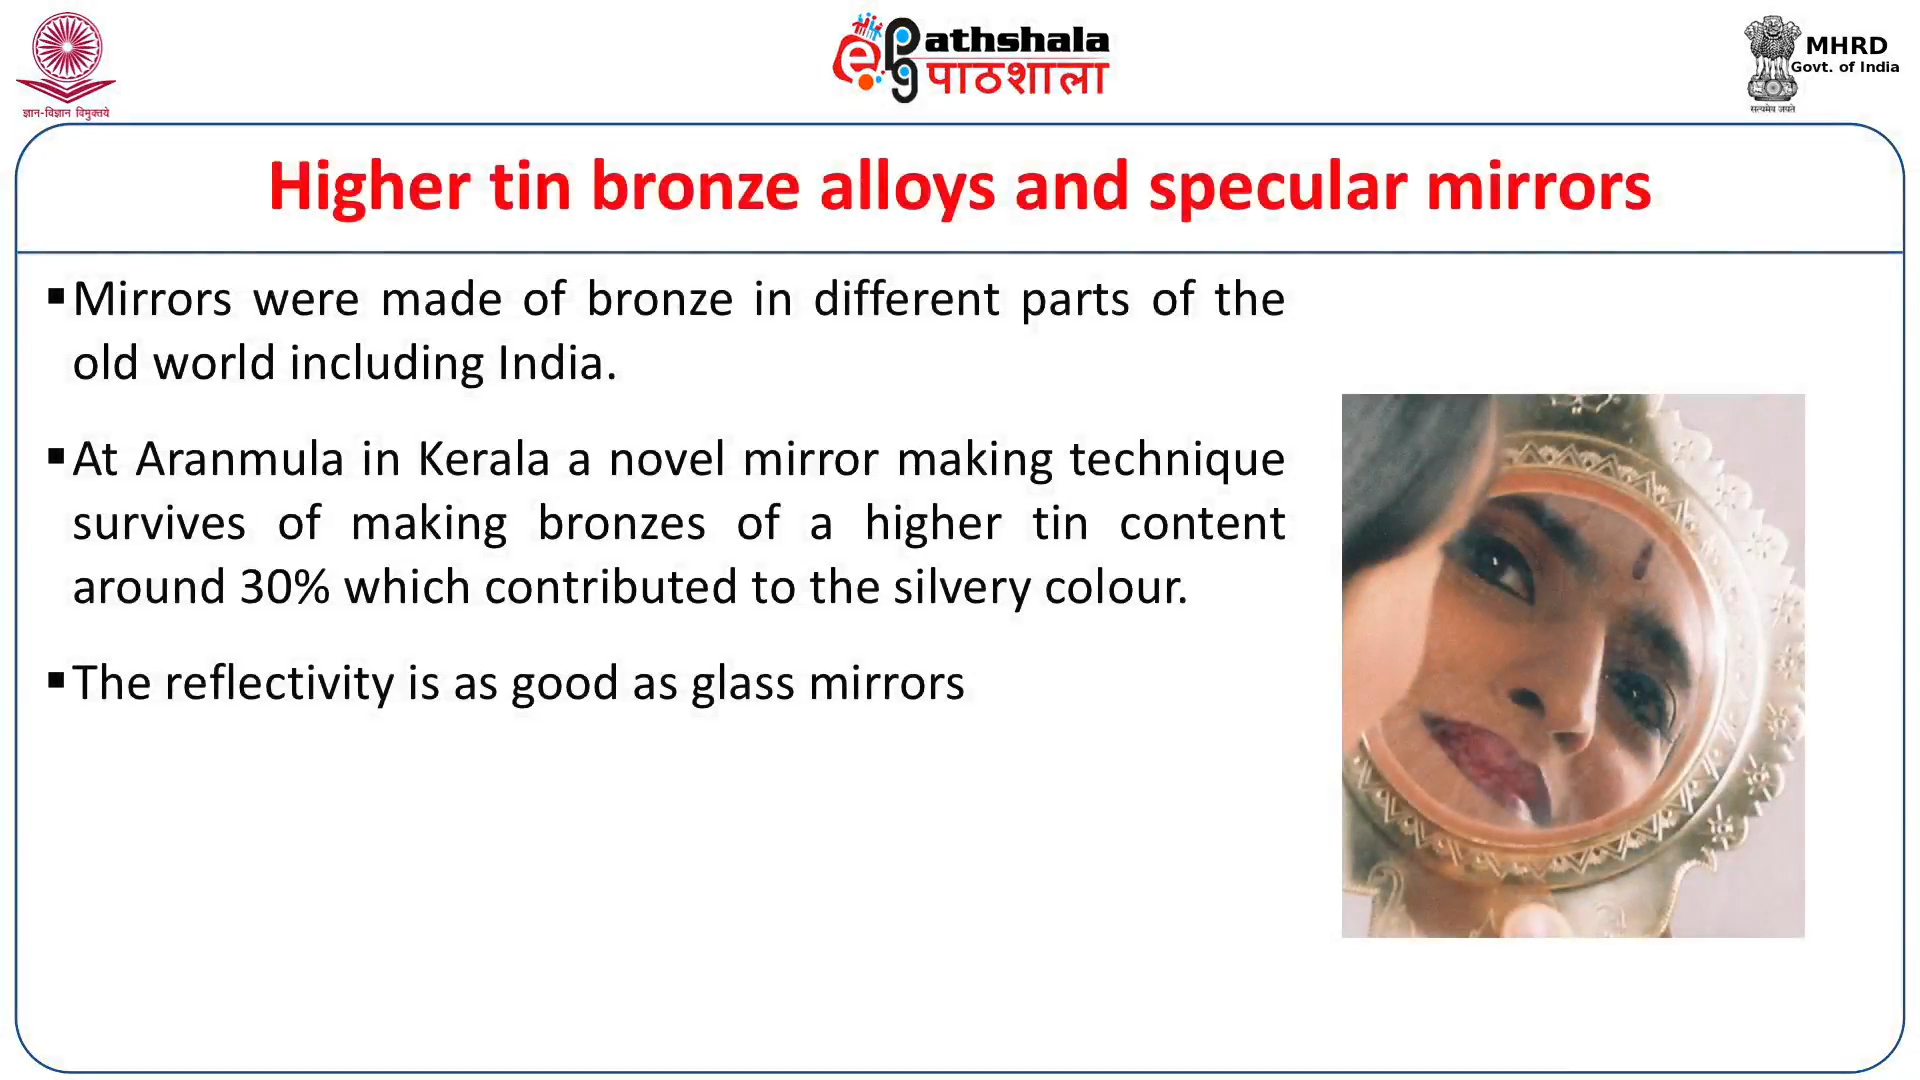 ज्ञान-विज्ञान विमुक्तये
ePG Pathshala
पाठशाला
MHRD
Govt. of India
सत्यमेव जयते
Higher tin bronze alloys and specular mirrors
▪Mirrors were made of bronze in different parts of the
old world including India.
▪At Aranmula in Kerala a novel mirror making technique
survives of making bronzes of a higher tin content
around 30% which contributed to the silvery colour.
▪The reflectivity is as good as glass mirrors